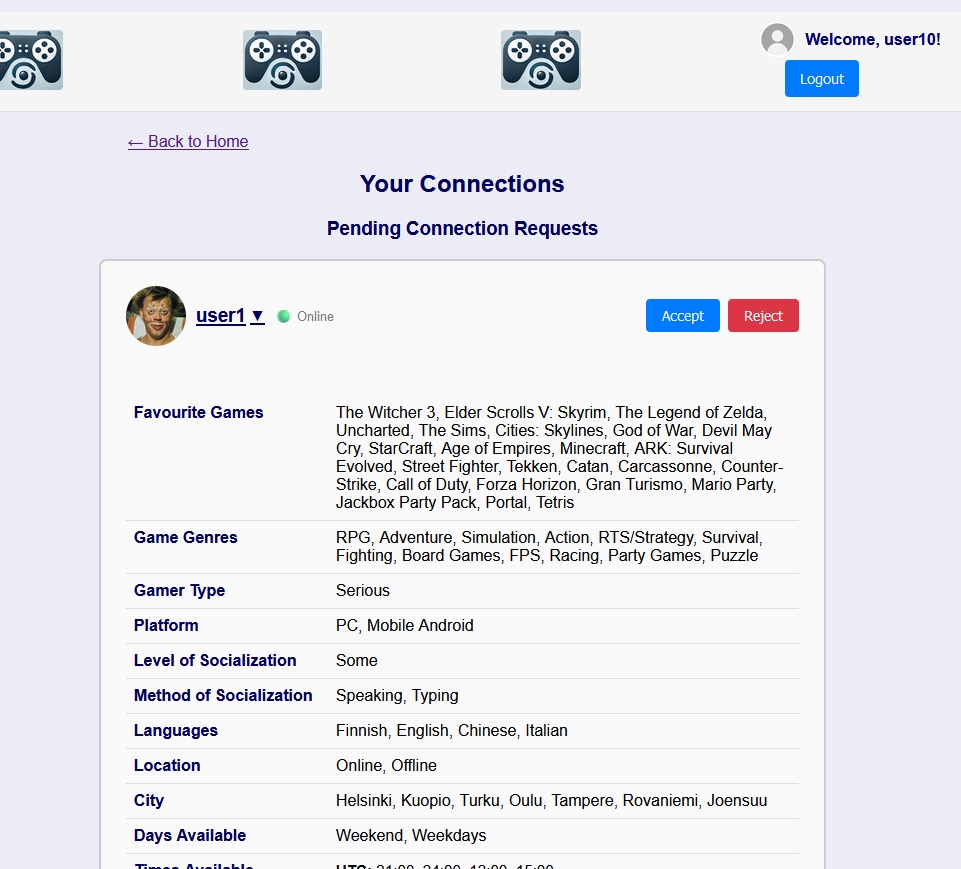 Welcome, user10!
Logout
← Back to Home
Your Connections
Pending Connection Requests
user1 ▼ Online Accept Reject
Favourite Games The Witcher 3, Elder Scrolls V: Skyrim, The Legend of Zelda,
Uncharted, The Sims, Cities: Skylines, God of War, Devil May
Cry, StarCraft, Age of Empires, Minecraft, ARK: Survival
Evolved, Street Fighter, Tekken, Catan, Carcassonne, Counter-
Strike, Call of Duty, Forza Horizon, Gran Turismo, Mario Party,
Jackbox Party Pack, Portal, Tetris
Game Genres RPG, Adventure, Simulation, Action, RTS/Strategy, Survival,
Fighting, Board Games, FPS, Racing, Party Games, Puzzle
Gamer Type Serious
Platform PC, Mobile Android
Level of Socialization Some
Method of Socialization Speaking, Typing
Languages Finnish, English, Chinese, Italian
Location Online, Offline
City Helsinki, Kuopio, Turku, Oulu, Tampere, Rovaniemi, Joensuu
Days Available Weekend, Weekdays
Times Available UTC: